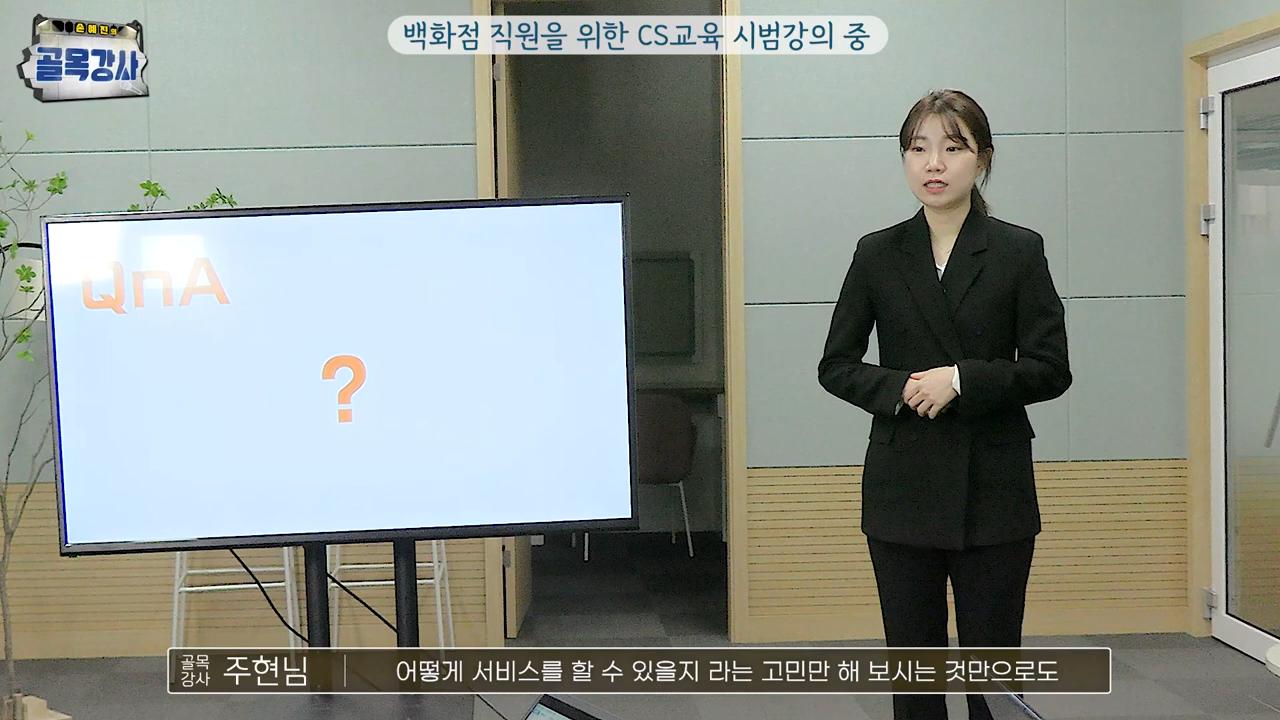 손혜진의
골목강사
백화점 직원을 위한 CS교육 시범강의 중
QnA
?
골목
강사
주현님
어떻게 서비스를 할 수 있을지 라는 고민만 해 보시는 것만으로도